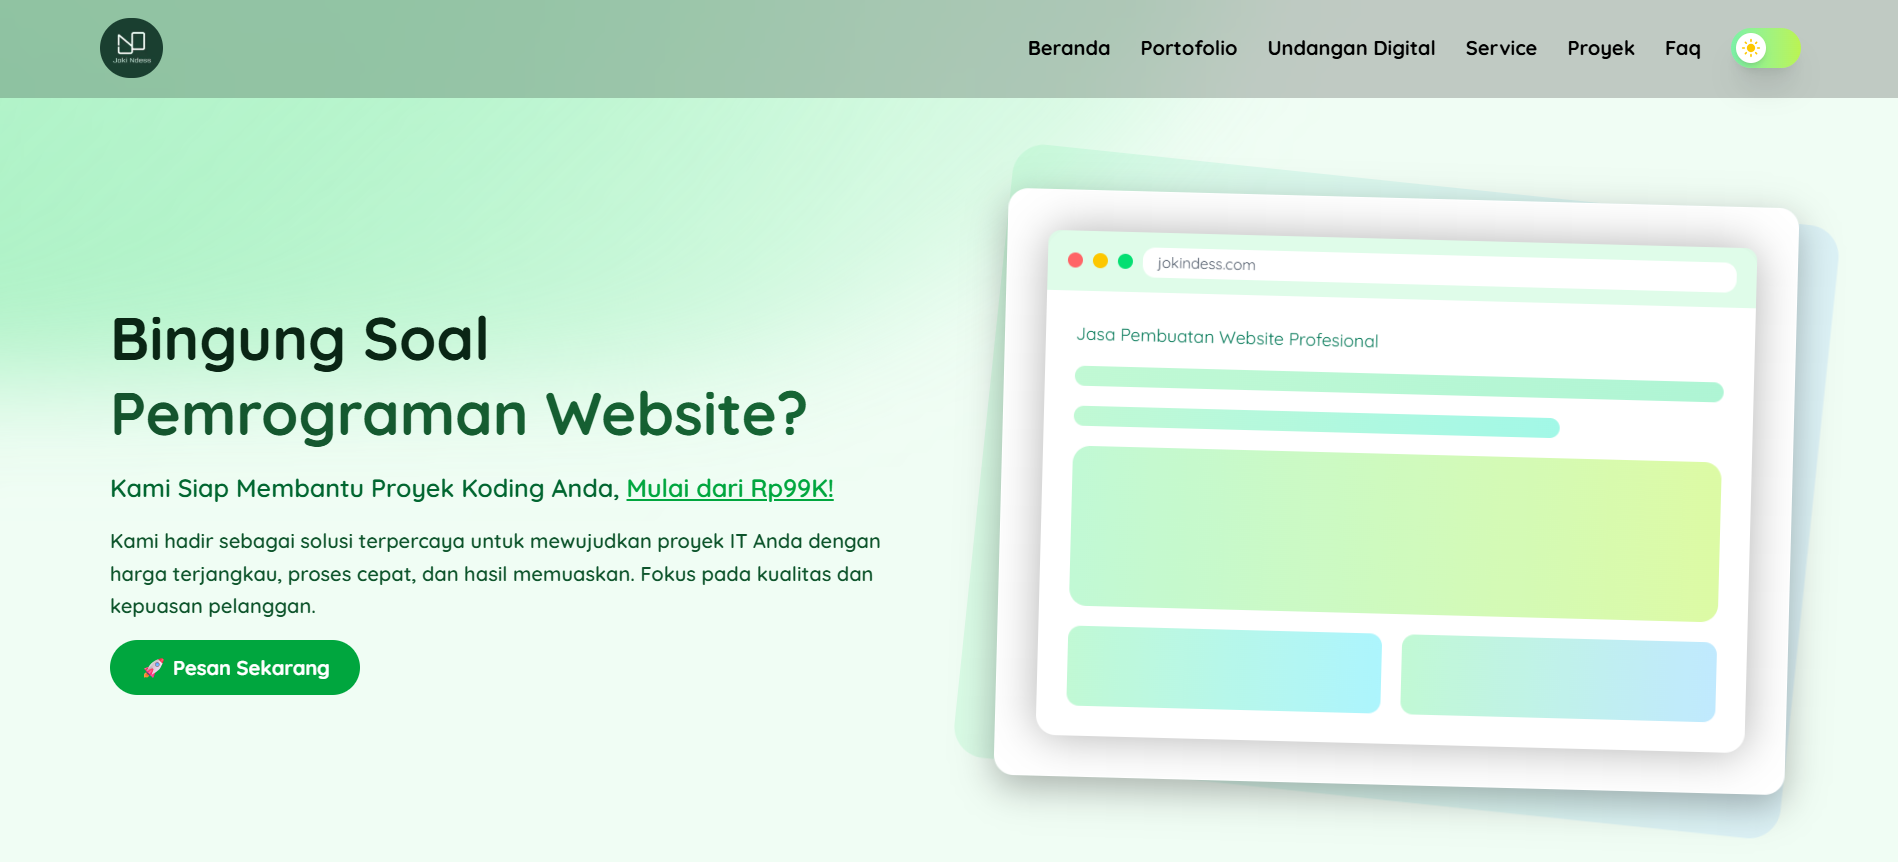 Joki Ndess
Beranda Portofolio Undangan Digital Service Proyek Faq
Bingung Soal
Pemrograman Website?
Kami Siap Membantu Proyek Koding Anda, Mulai dari Rp99K!
Kami hadir sebagai solusi terpercaya untuk mewujudkan proyek IT Anda dengan
harga terjangkau, proses cepat, dan hasil memuaskan. Fokus pada kualitas dan
kepuasan pelanggan.
🚀 Pesan Sekarang
jokindess.com
Jasa Pembuatan Website Profesional